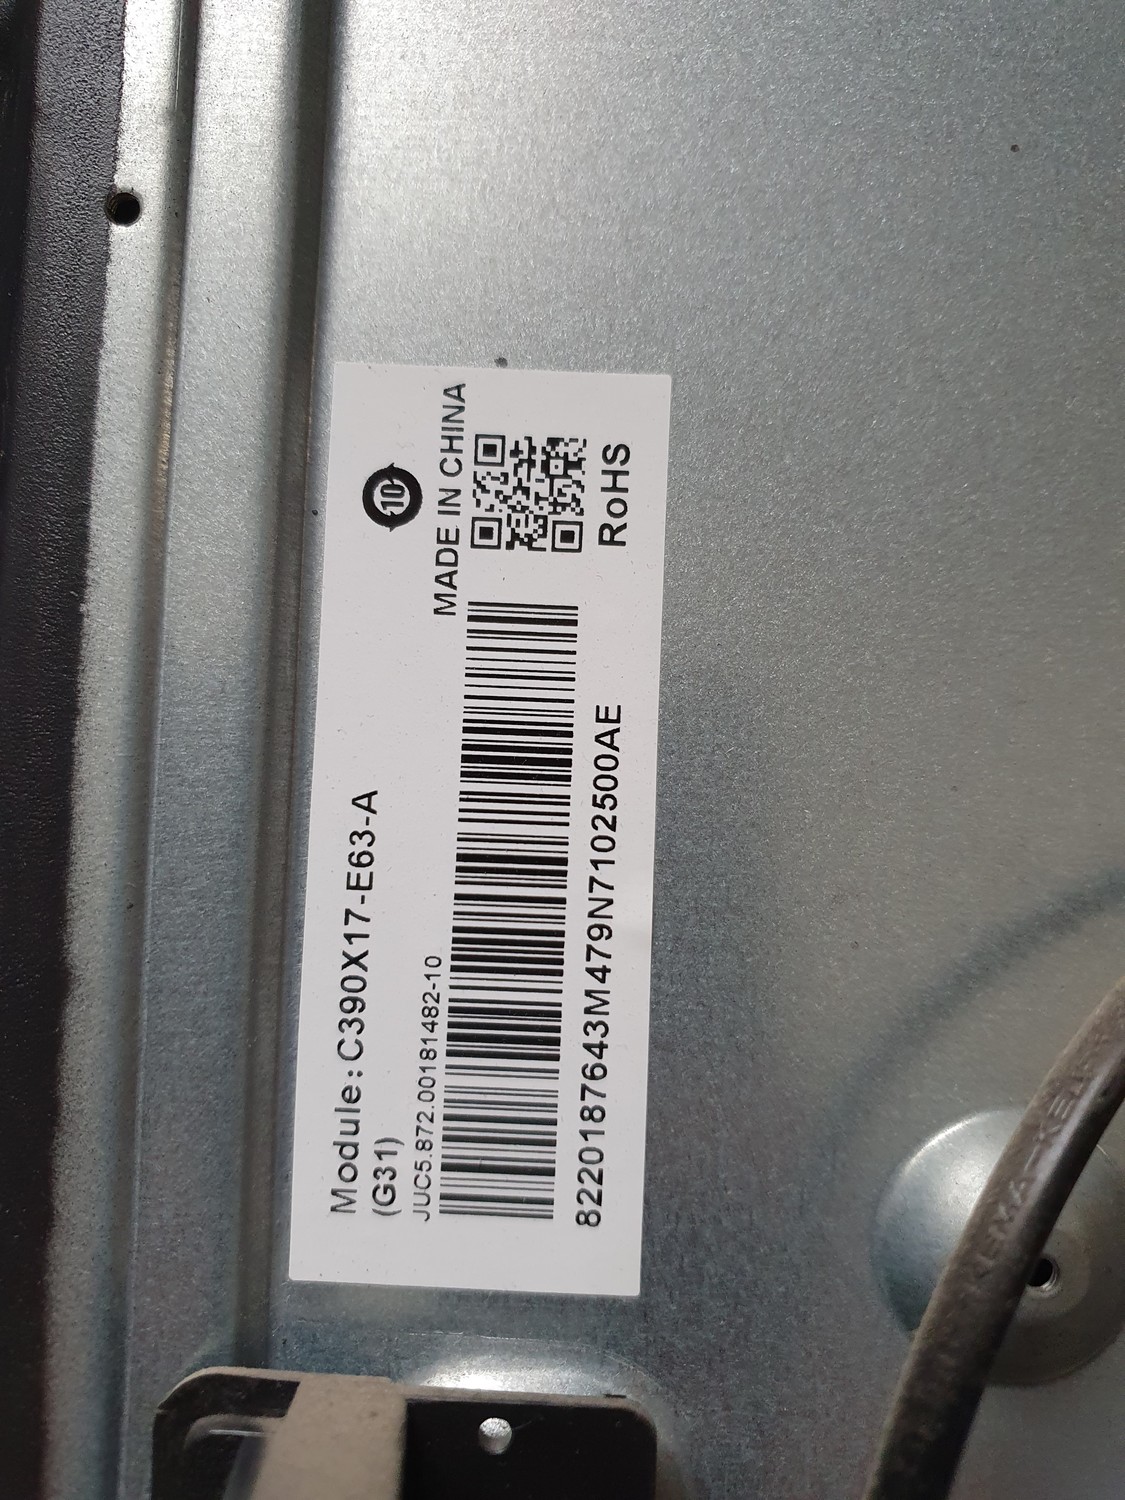 Module:C390X17-E63-A
(G31)
10
MADE IN CHINA
JUC5.872.00181482-10
RoHS
8220187643M479N7102500AE